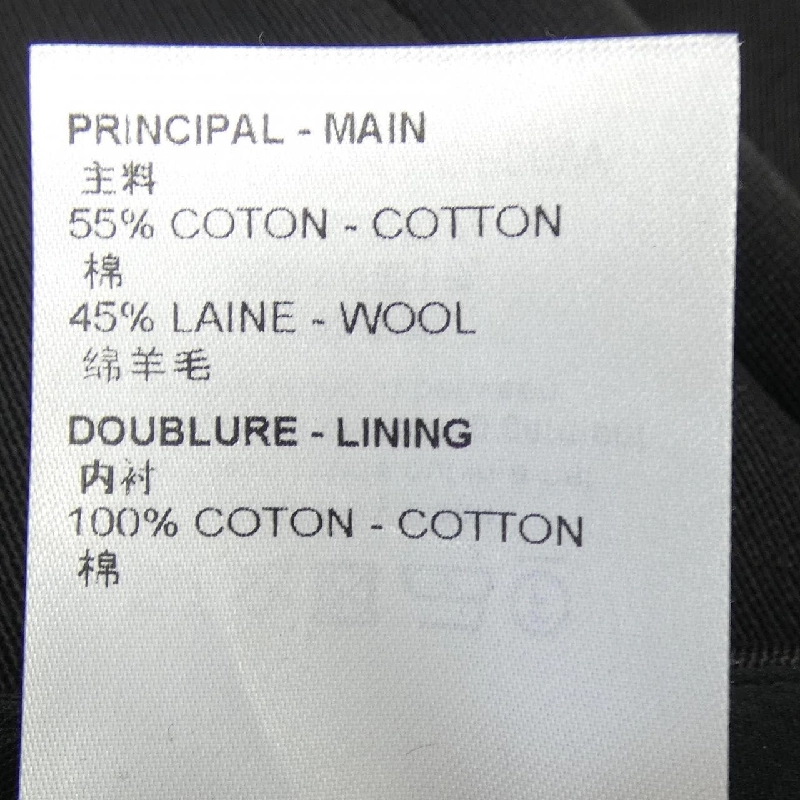 PRINCIPAL - MAIN
主料
55% COTON - COTTON
棉
45% LAINE - WOOL
绵羊毛
DOUBLURE - LINING
内衬
100% COTON - COTTON
棉